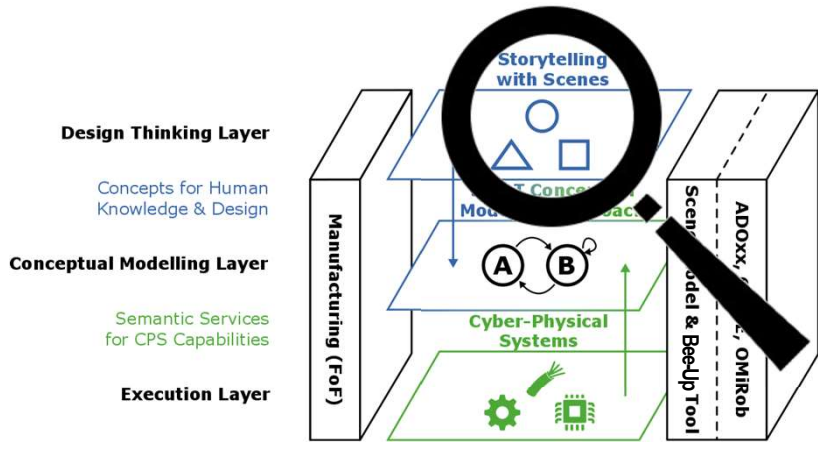 Storytelling
with Scenes
Design Thinking Layer
Concepts for Human
Knowledge & Design
Conceptual Modelling Layer
A B
Semantic Services
for CPS Capabilities
Cyber-Physical
Systems
Execution Layer
Manufacturing (FoF)
& Bee-Up Tool
ADOxx, OMiRob